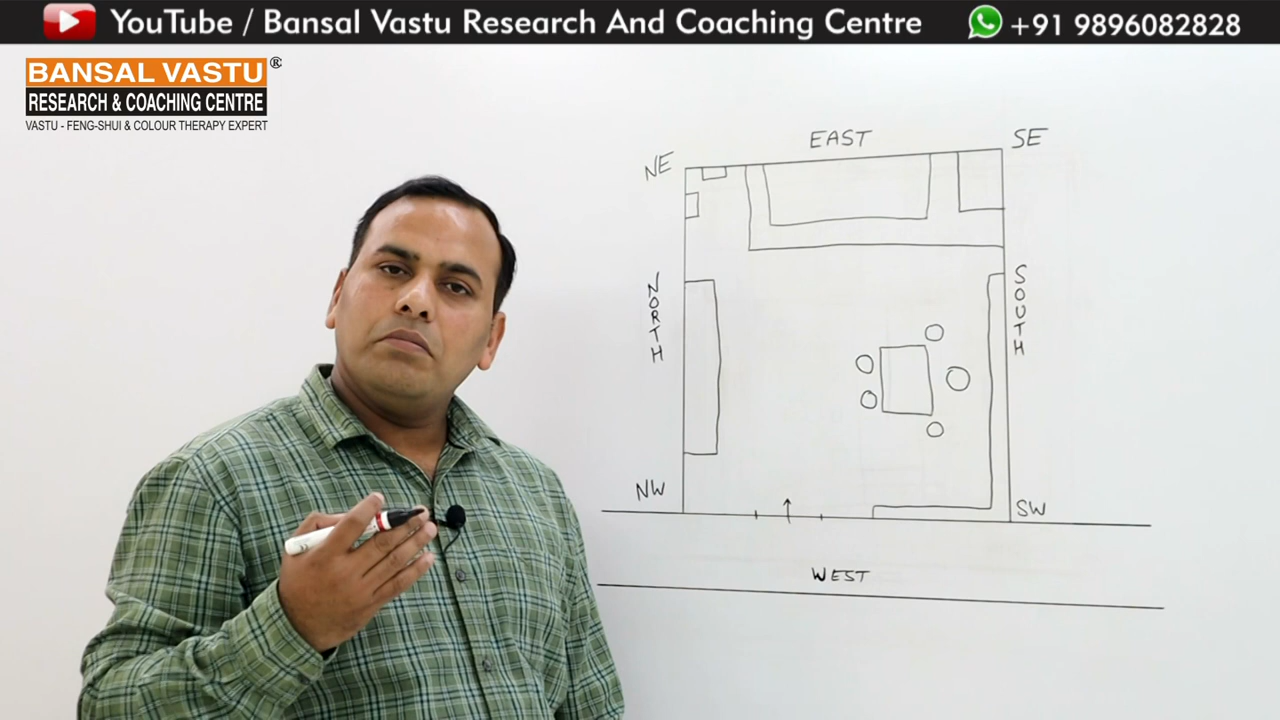 YouTube / Bansal Vastu Research And Coaching Centre
+91 9896082828
BANSAL VASTU®
RESEARCH & COACHING CENTRE
VASTU - FENG-SHUI & COLOUR THERAPY EXPERT
EAST
NE
SE
NORTH
SOUTH
NW
SW
WEST